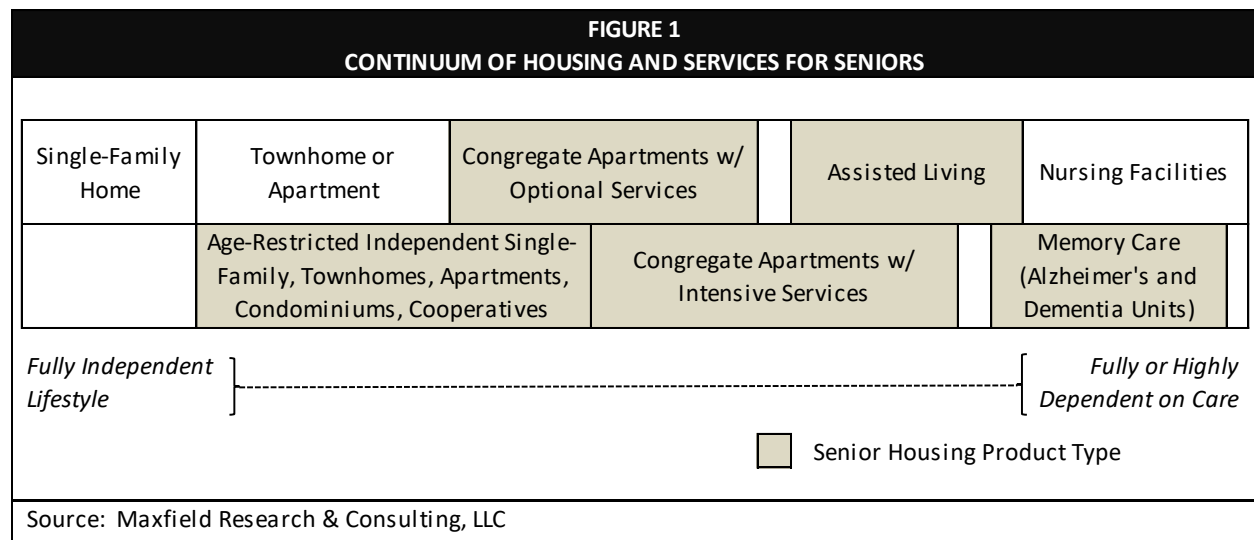 FIGURE 1
CONTINUUM OF HOUSING AND SERVICES FOR SENIORS
Single-Family
Home
Townhome or
Apartment
Congregate Apartments w/
Optional Services
Assisted Living
Nursing Facilities
Age-Restricted Independent Single-
Family, Townhomes, Apartments,
Condominiums, Cooperatives
Congregate Apartments w/
Intensive Services
Memory Care
(Alzheimer's and
Dementia Units)
Fully Independent
Lifestyle
Fully or Highly
Dependent on Care
Senior Housing Product Type
Source: Maxfield Research & Consulting, LLC